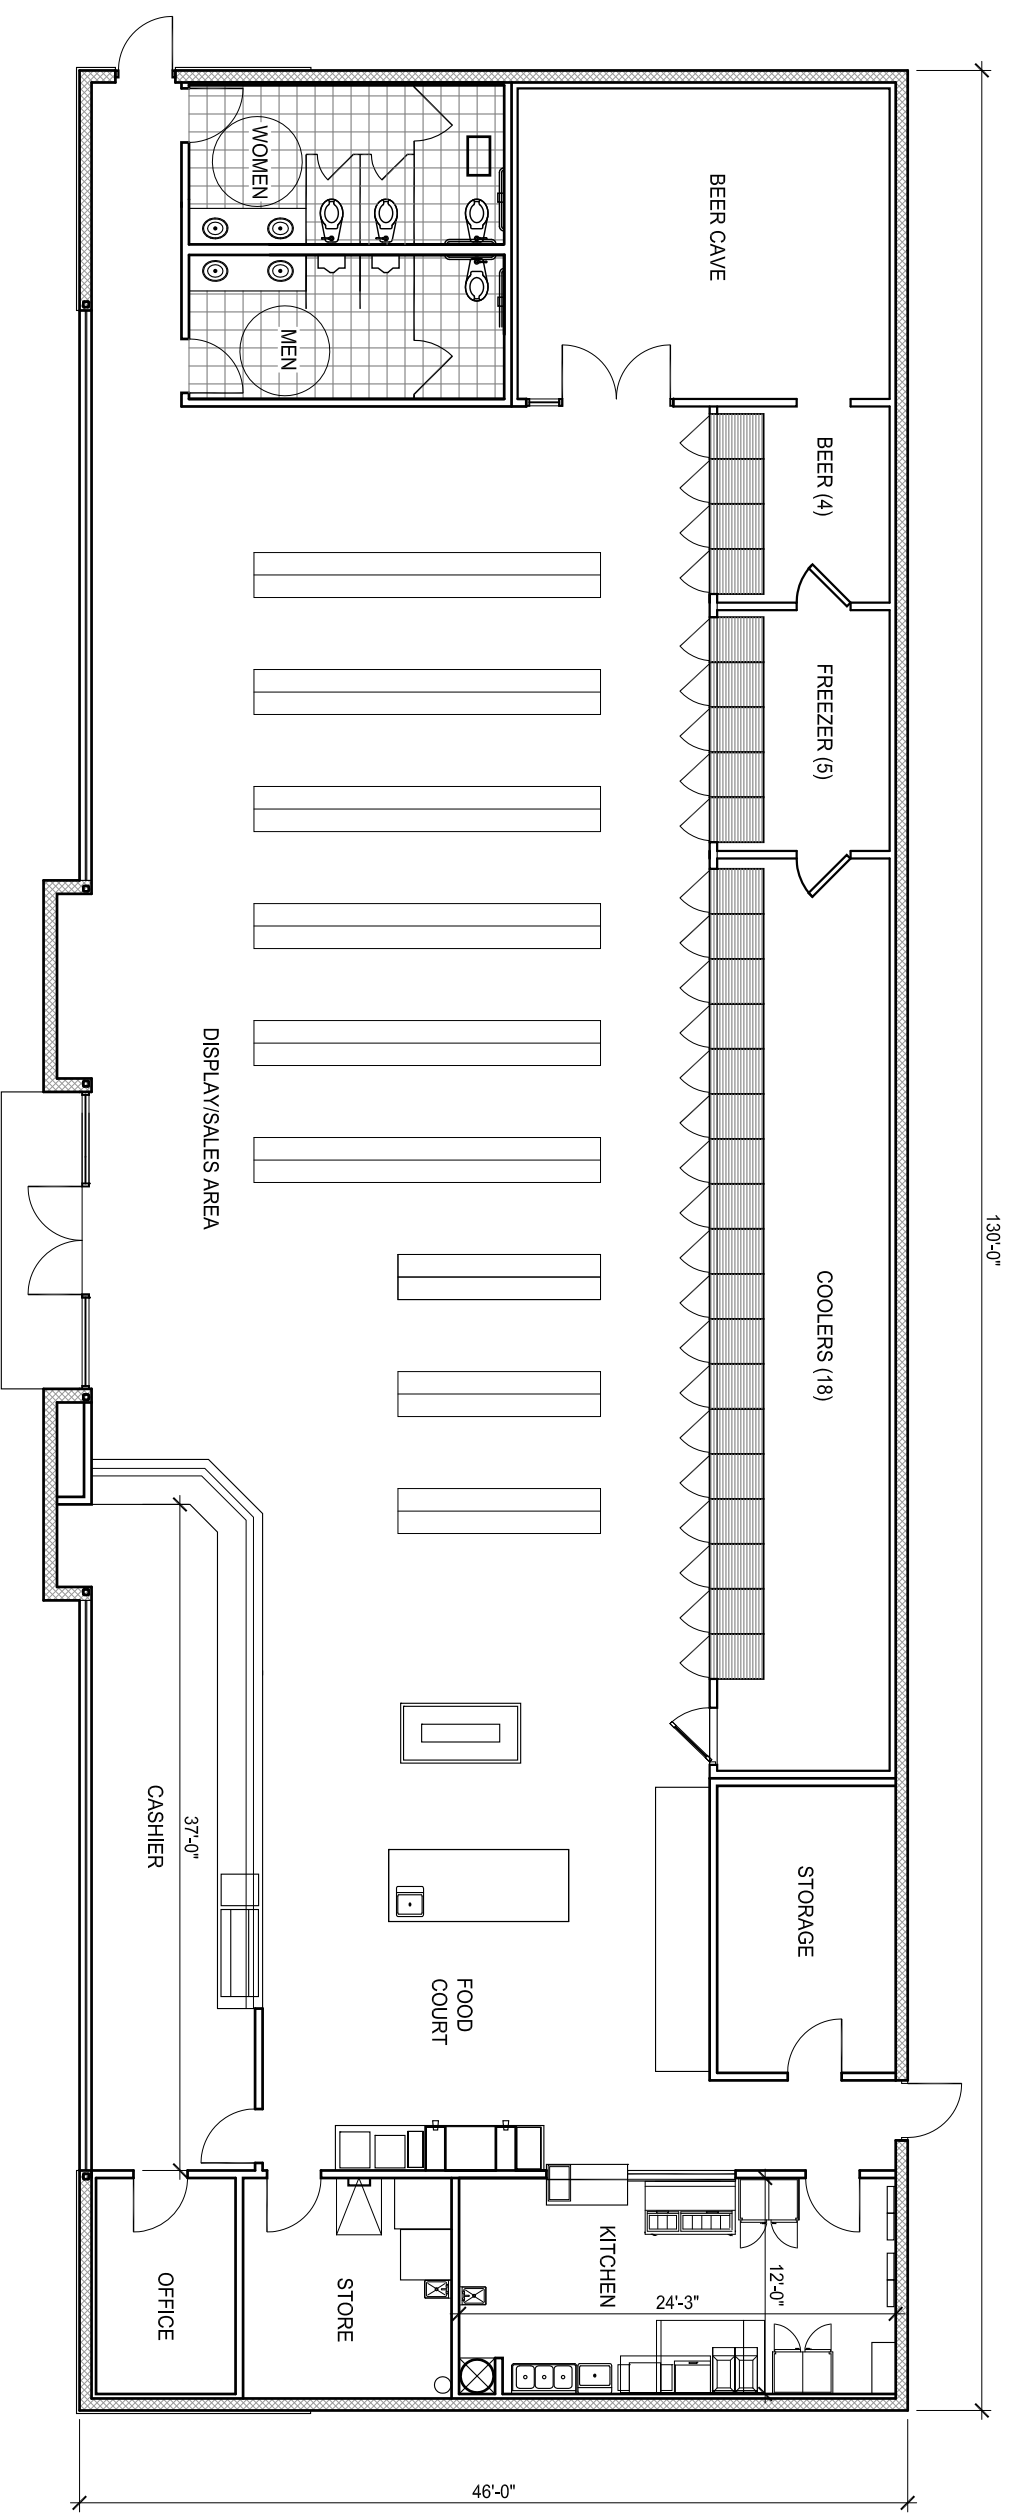 WOMEN
MEN
BEER CAVE
BEER (4)
FREEZER (5)
COOLERS (18)
130'-0"
DISPLAY/SALES AREA
CASHIER
37'-0"
STORAGE
FOOD
COURT
OFFICE
STORE
KITCHEN
12'-0"
24'-3"
46'-0"